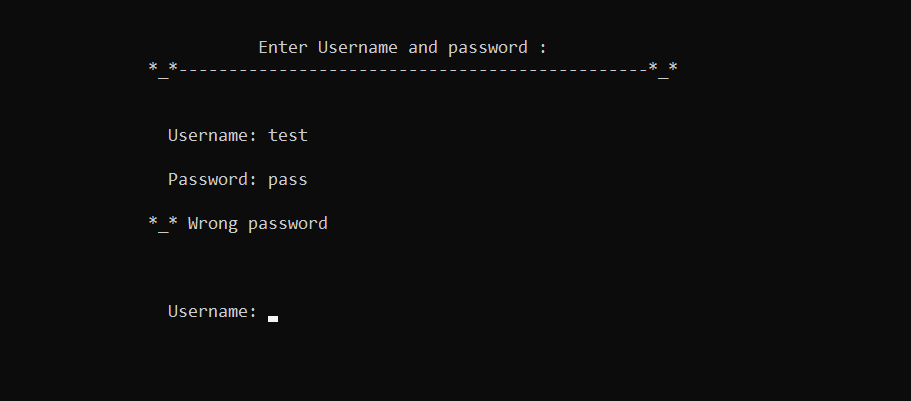 Enter Username and password :
*_*-----------------------------------------------*_*
Username: test
Password: pass
*_* Wrong password
Username: